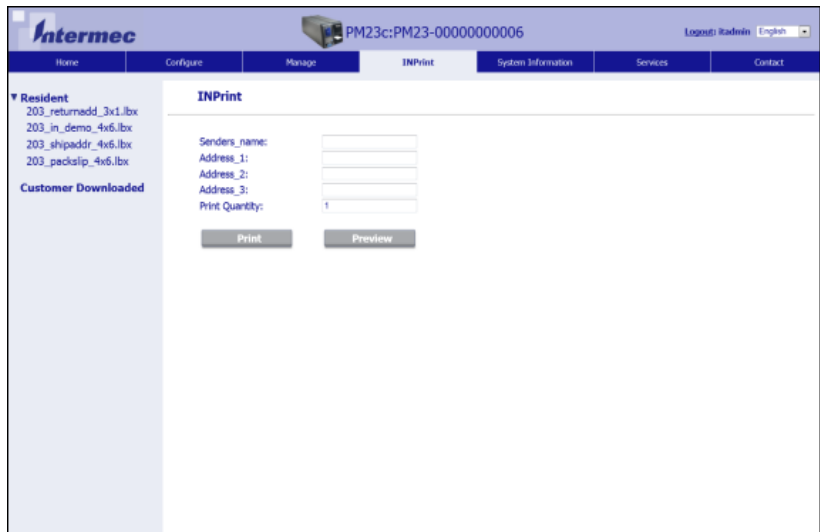 Intermec
PM23c:PM23-00000000006
Logout: itadmin English
Home Configure Manage INPrint System Information Services Contact
Resident
203_returnadd_3x1.lbx
203_in_demo_4x6.lbx
203_shipaddr_4x6.lbx
203_packslip_4x6.lbx
Customer Downloaded
INPrint
Senders_name:
Address_1:
Address_2:
Address_3:
Print Quantity: 1
Print Preview